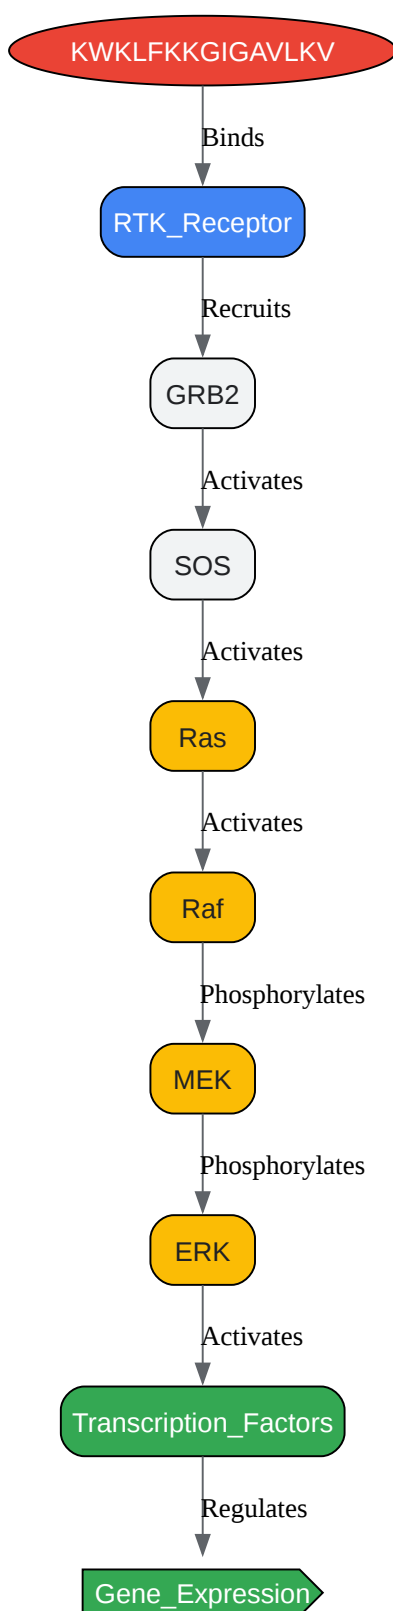 KWKLFKKGIGAVLKV
Binds
RTK_Receptor
Recruits
GRB2
Activates
SOS
Activates
Ras
Activates
Raf
Phosphorylates
MEK
Phosphorylates
ERK
Activates
Transcription_Factors
Regulates
Gene_Expression